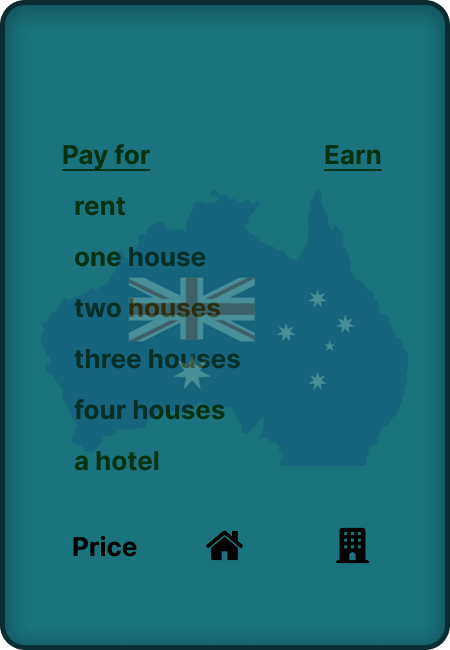 Pay for Earn
rent
one house
two houses
three houses
four houses
a hotel
Price